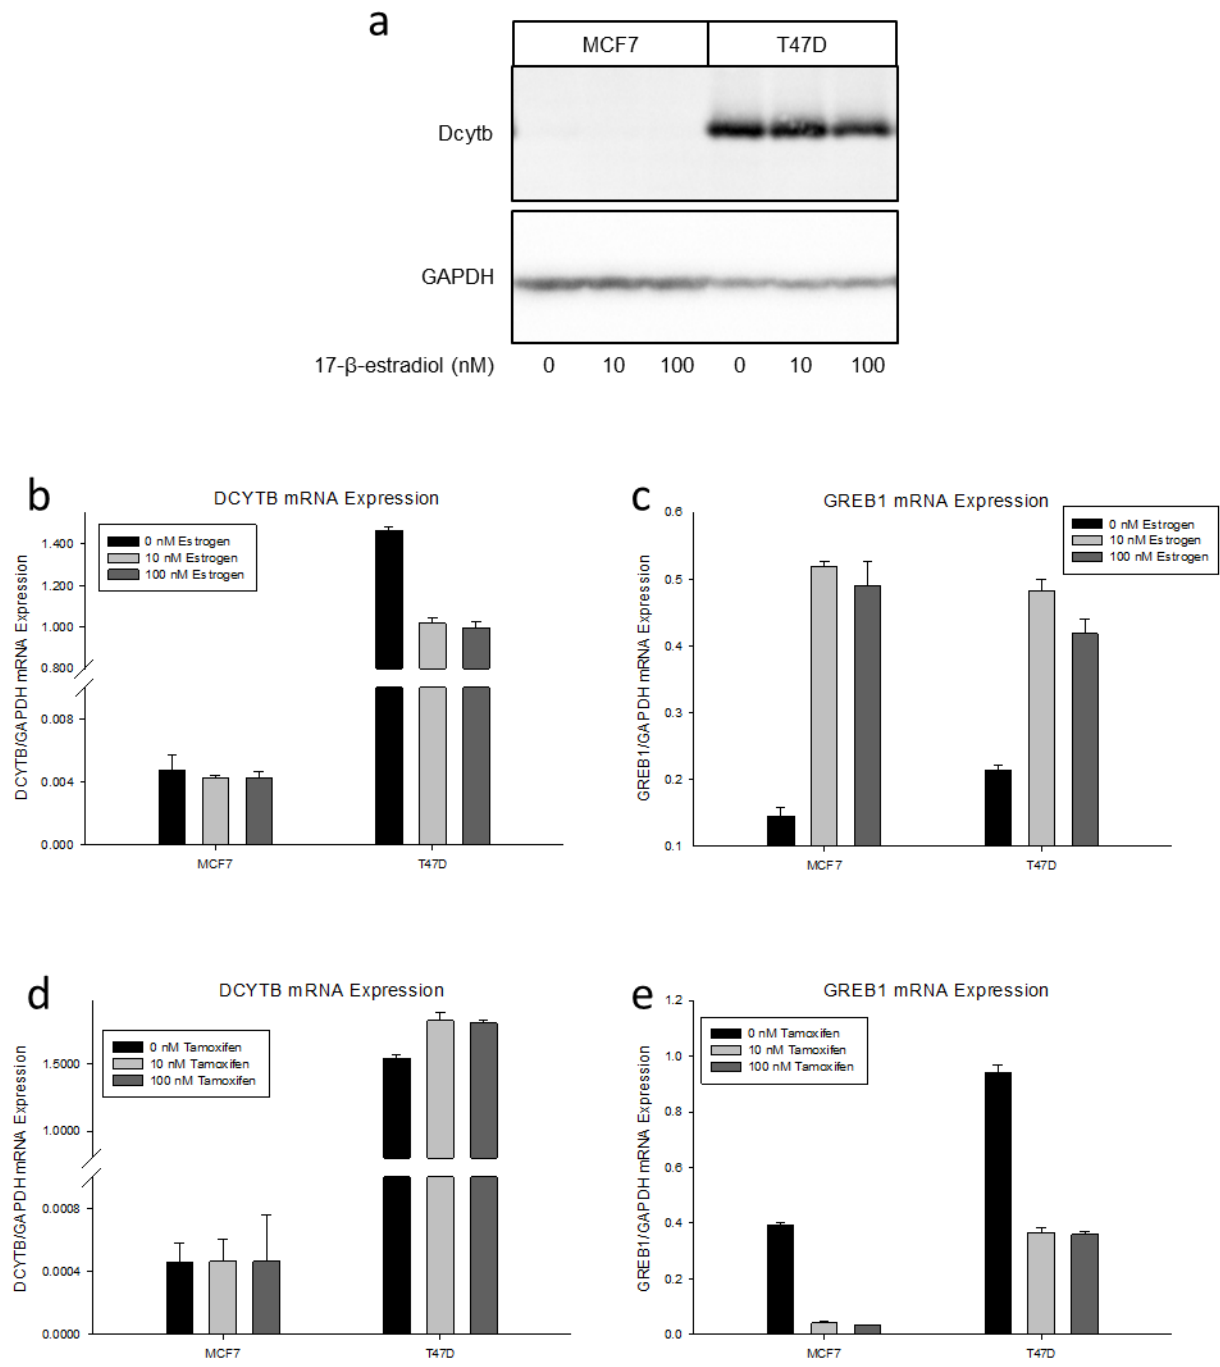 a
MCF7 T47D
Dcytb
GAPDH
17-β-estradiol (nM) 0 10 100 0 10 100
b
DCYTB mRNA Expression
DCYTB/GAPDH mRNA Expression
1.400
1.200
1.000
0.800
0.008
0.004
0.000
0 nM Estrogen
10 nM Estrogen
100 nM Estrogen
MCF7 T47D
c
GREB1 mRNA Expression
GREB1/GAPDH mRNA Expression
0.6
0.5
0.4
0.3
0.2
0.1
0 nM Estrogen
10 nM Estrogen
100 nM Estrogen
MCF7 T47D
d
DCYTB mRNA Expression
DCYTB/GAPDH mRNA Expression
1.5000
1.0000
0.0008
0.0004
0.0000
0 nM Tamoxifen
10 nM Tamoxifen
100 nM Tamoxifen
MCF7 T47D
e
GREB1 mRNA Expression
GREB1/GAPDH mRNA Expression
1.2
1.0
0.8
0.6
0.4
0.2
0.0
0 nM Tamoxifen
10 nM Tamoxifen
100 nM Tamoxifen
MCF7 T47D